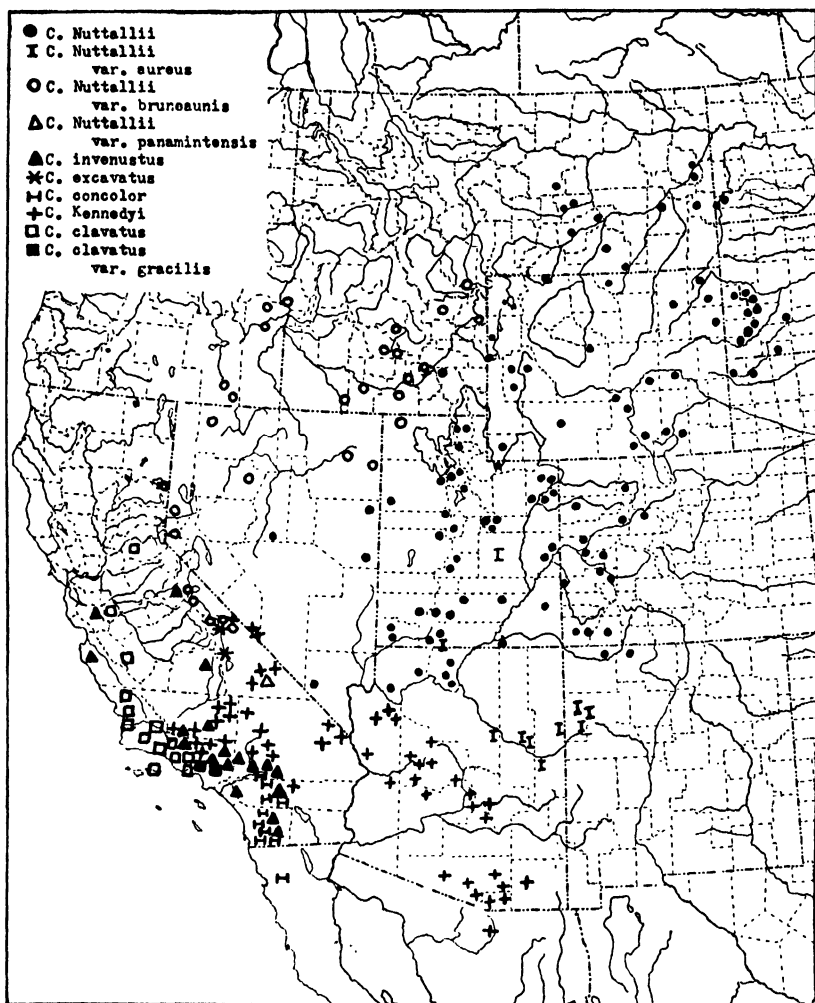 C. Nuttallii
C. Nuttallii
var. aureus
C. Nuttallii
var. bruneaunis
C. Nuttallii
var. panamintensis
C. invenustus
C. excavatus
C. concolor
C. Kennedyi
C. clavatus
C. clavatus
var. gracilis